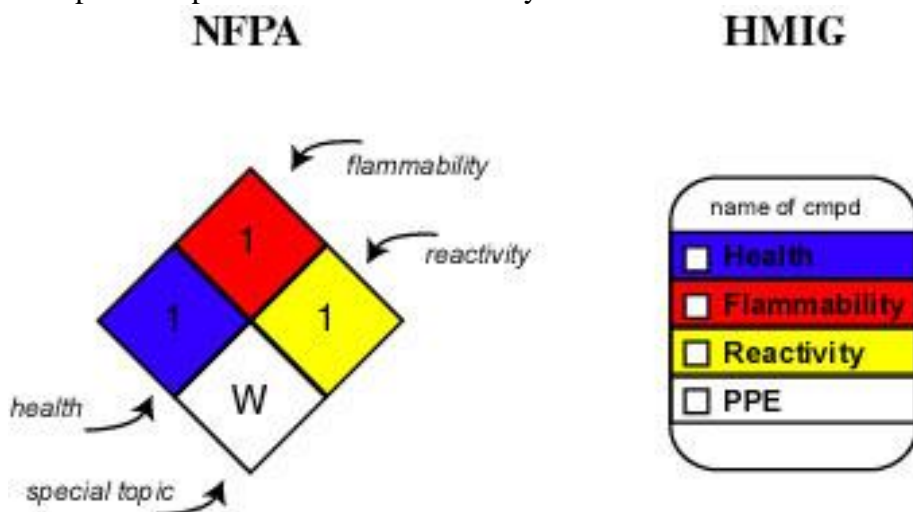 NFPA
HMIG
flammability
1
reactivity
1
1
health
W
special topic
name of cmpd
Health
Flammability
Reactivity
PPE